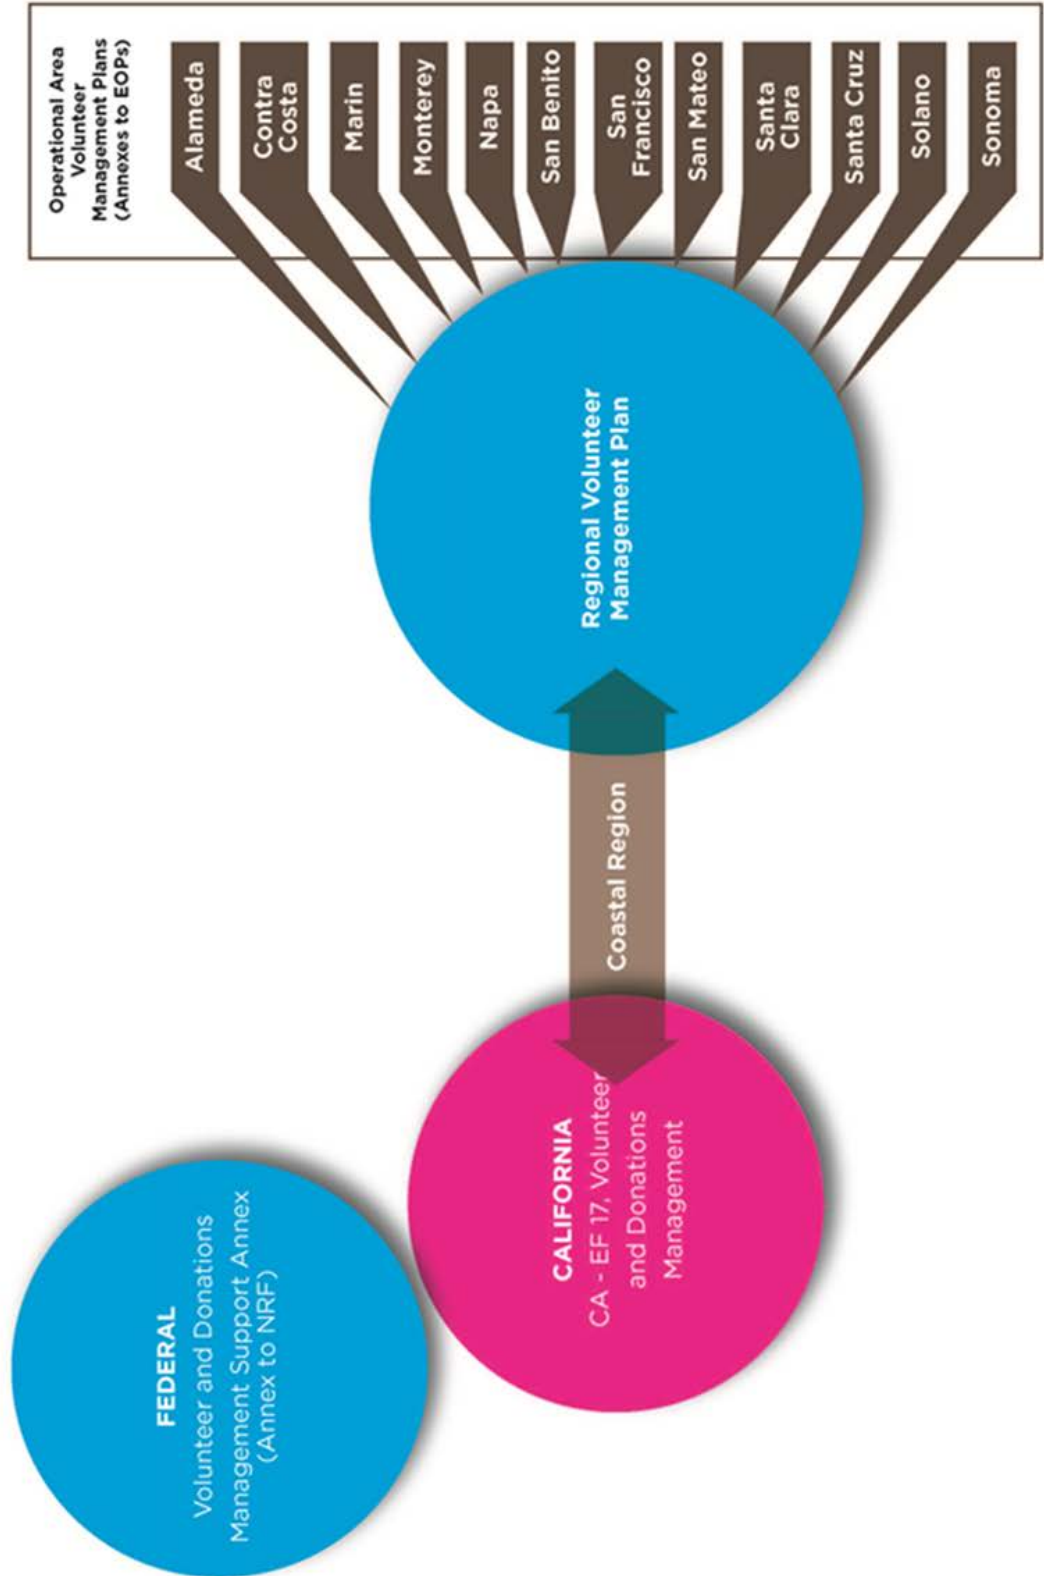 FEDERAL
Volunteer and Donations
Management Support Annex
(Annex to NRF)
CALIFORNIA
CA - EF 17, Volunteer
and Donations
Management
Coastal Region
Regional Volunteer
Management Plan
Operational Area
Volunteer
Management Plans
(Annexes to EOPs)
Alameda
Contra
Costa
Marin
Monterey
Napa
San Benito
San
Francisco
San Mateo
Santa
Clara
Santa Cruz
Solano
Sonoma